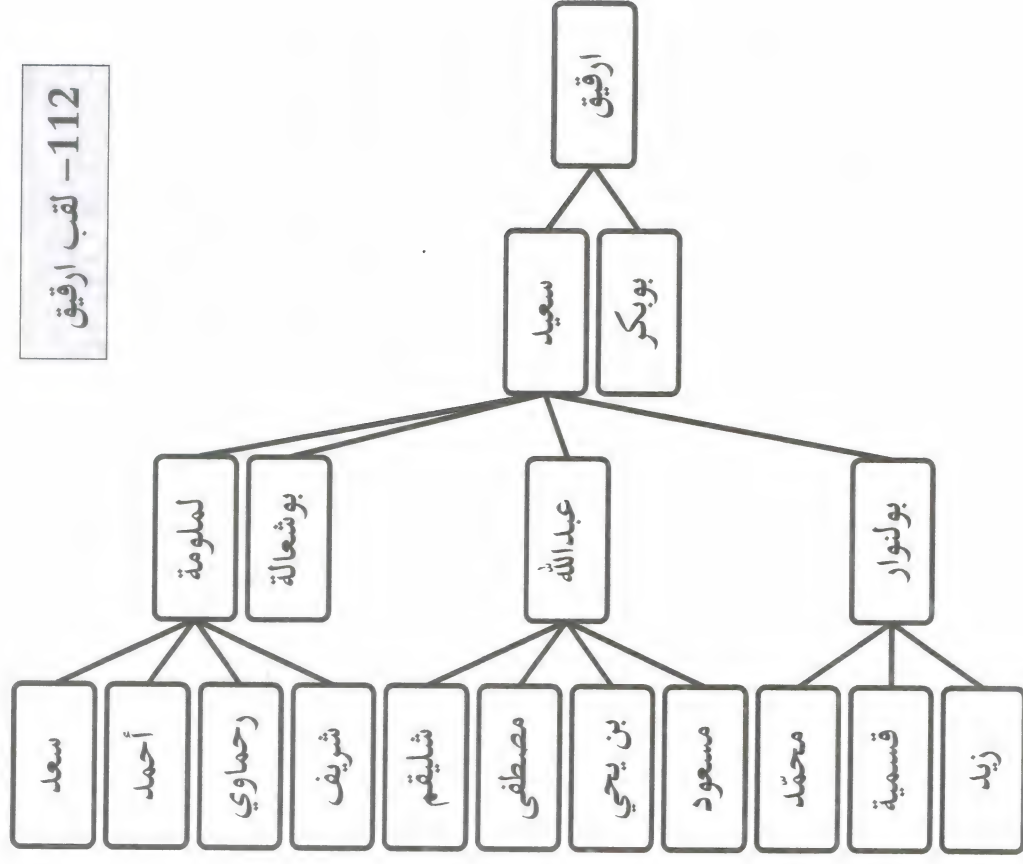 112- لقب ارقيق
ارقيق
سعيد
بوبكر
لملومة
بوشعالة
عبدالله
بولنوار
سعد
أحمد
رحماوي
شريف
شليقم
مصطفى
بن يحي
مسعود
محمّد
قسمية
زيد